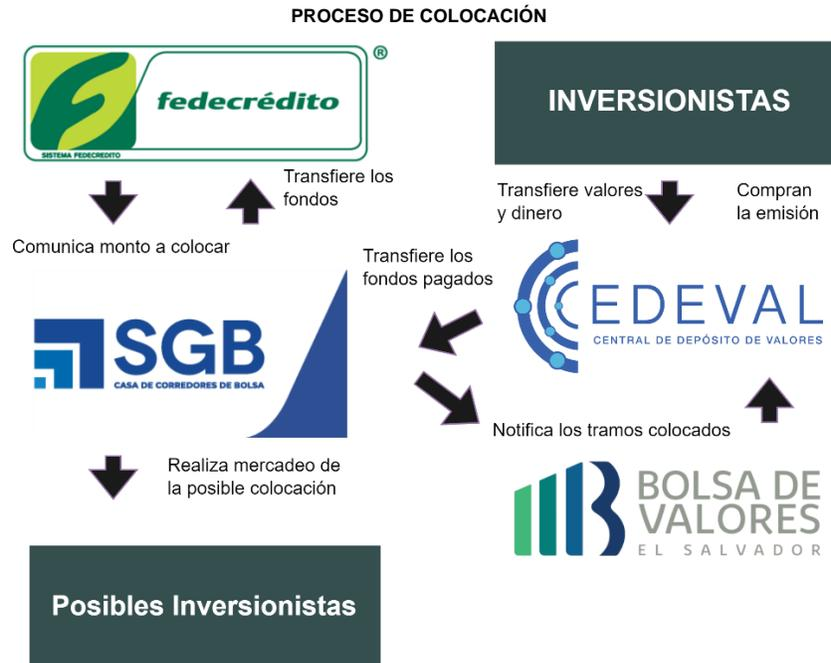 PROCESO DE COLOCACIÓN
fedecrédito
®
SISTEMA FEDECREDITO
INVERSIONISTAS
Transfiere los
fondos
Transfiere valores
y dinero
Compran
la emisión
Comunica monto a colocar
Transfiere los
fondos pagados
SGB
CASA DE CORREDORES DE BOLSA
CEDEVAL
CENTRAL DE DEPÓSITO DE VALORES
Notifica los tramos colocados
Realiza mercadeo de
la posible colocación
BOLSA DE
VALORES
EL SALVADOR
Posibles Inversionistas